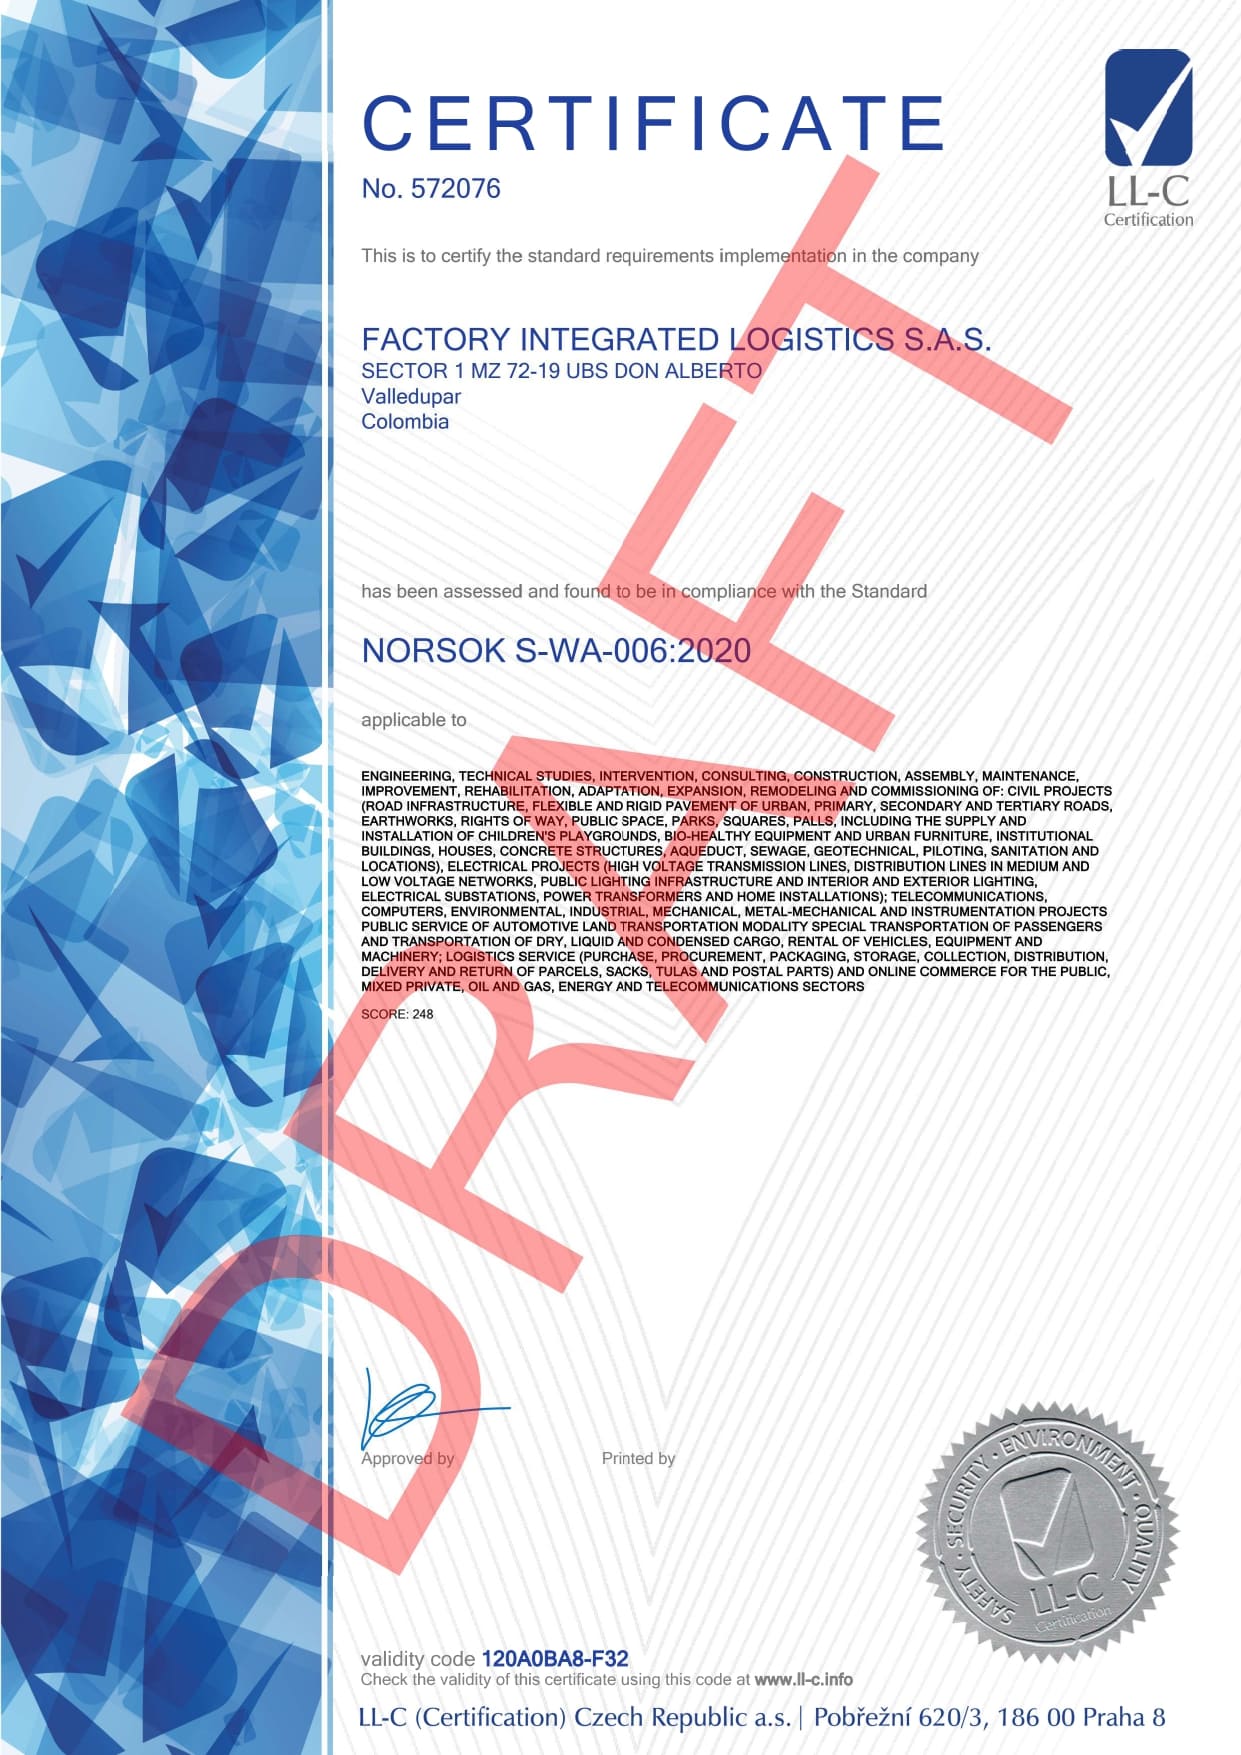 CERTIFICATE
No. 572076
LL-C
Certification
This is to certify the standard requirements implementation in the company
FACTORY INTEGRATED LOGISTICS S.A.S.
SECTOR 1 MZ 72-19 UBS DON ALBERTO
Valledupar
Colombia
has been assessed and found to be in compliance with the Standard
NORSOK S-WA-006:2020
applicable to
ENGINEERING, TECHNICAL STUDIES, INTERVENTION, CONSULTING, CONSTRUCTION, ASSEMBLY, MAINTENANCE,
IMPROVEMENT, REHABILITATION, ADAPTATION, EXPANSION, REMODELING AND COMMISSIONING OF: CIVIL PROJECTS
(ROAD INFRASTRUCTURE, FLEXIBLE AND RIGID PAVEMENT OF URBAN, PRIMARY, SECONDARY AND TERTIARY ROADS,
EARTHWORKS, RIGHTS OF WAY, PUBLIC SPACE, PARKS, SQUARES, PALLS, INCLUDING THE SUPPLY AND
INSTALLATION OF CHILDREN'S PLAYGROUNDS, BIO-HEALTHY EQUIPMENT AND URBAN FURNITURE, INSTITUTIONAL
BUILDINGS, HOUSES, CONCRETE STRUCTURES, AQUEDUCT, SEWAGE, GEOTECHNICAL, PILOTING, SANITATION AND
LOCATIONS), ELECTRICAL PROJECTS (HIGH VOLTAGE TRANSMISSION LINES, DISTRIBUTION LINES IN MEDIUM AND
LOW VOLTAGE NETWORKS, PUBLIC LIGHTING INFRASTRUCTURE AND INTERIOR AND EXTERIOR LIGHTING,
ELECTRICAL SUBSTATIONS, POWER TRANSFORMERS AND HOME INSTALLATIONS); TELECOMMUNICATIONS,
COMPUTERS, ENVIRONMENTAL, INDUSTRIAL, MECHANICAL, METAL-MECHANICAL AND INSTRUMENTATION PROJECTS
PUBLIC SERVICE OF AUTOMOTIVE LAND TRANSPORTATION MODALITY SPECIAL TRANSPORTATION OF PASSENGERS
AND TRANSPORTATION OF DRY, LIQUID AND CONDENSED CARGO, RENTAL OF VEHICLES, EQUIPMENT AND
MACHINERY; LOGISTICS SERVICE (PURCHASE, PROCUREMENT, PACKAGING, STORAGE, COLLECTION, DISTRIBUTION,
DELIVERY AND RETURN OF PARCELS, SACKS, TULAS AND POSTAL PARTS) AND ONLINE COMMERCE FOR THE PUBLIC,
MIXED PRIVATE, OIL AND GAS, ENERGY AND TELECOMMUNICATIONS SECTORS
SCORE: 248
DRAFT
Approved by
Printed by
SAFETY · SECURITY · ENVIRONMENT · QUALITY
LL-C
Certification
validity code 120A0BA8-F32
Check the validity of this certificate using this code at www.ll-c.info
LL-C (Certification) Czech Republic a.s. | Pobřežní 620/3, 186 00 Praha 8